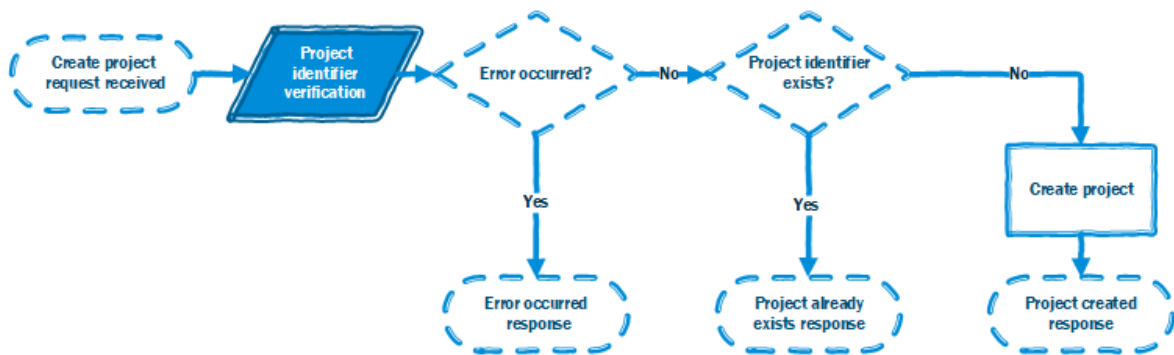 Create project
request received
Project
identifier
verification
Error occurred?
No
Project identifier
exists?
No
Yes
Yes
Create project
Error occurred
response
Project already
exists response
Project created
response